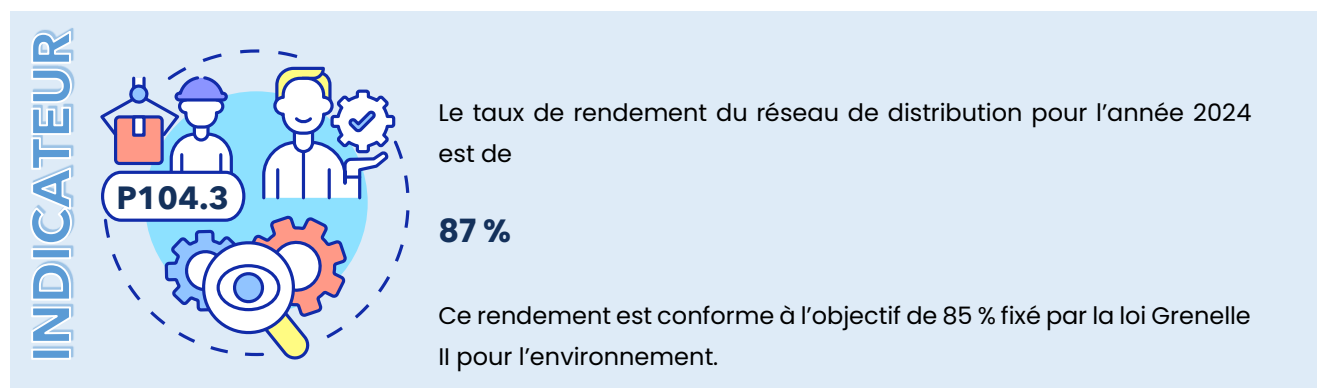 INDICATEUR
P104.3
Le taux de rendement du réseau de distribution pour l’année 2024
est de
87 %
Ce rendement est conforme à l’objectif de 85 % fixé par la loi Grenelle
II pour l’environnement.